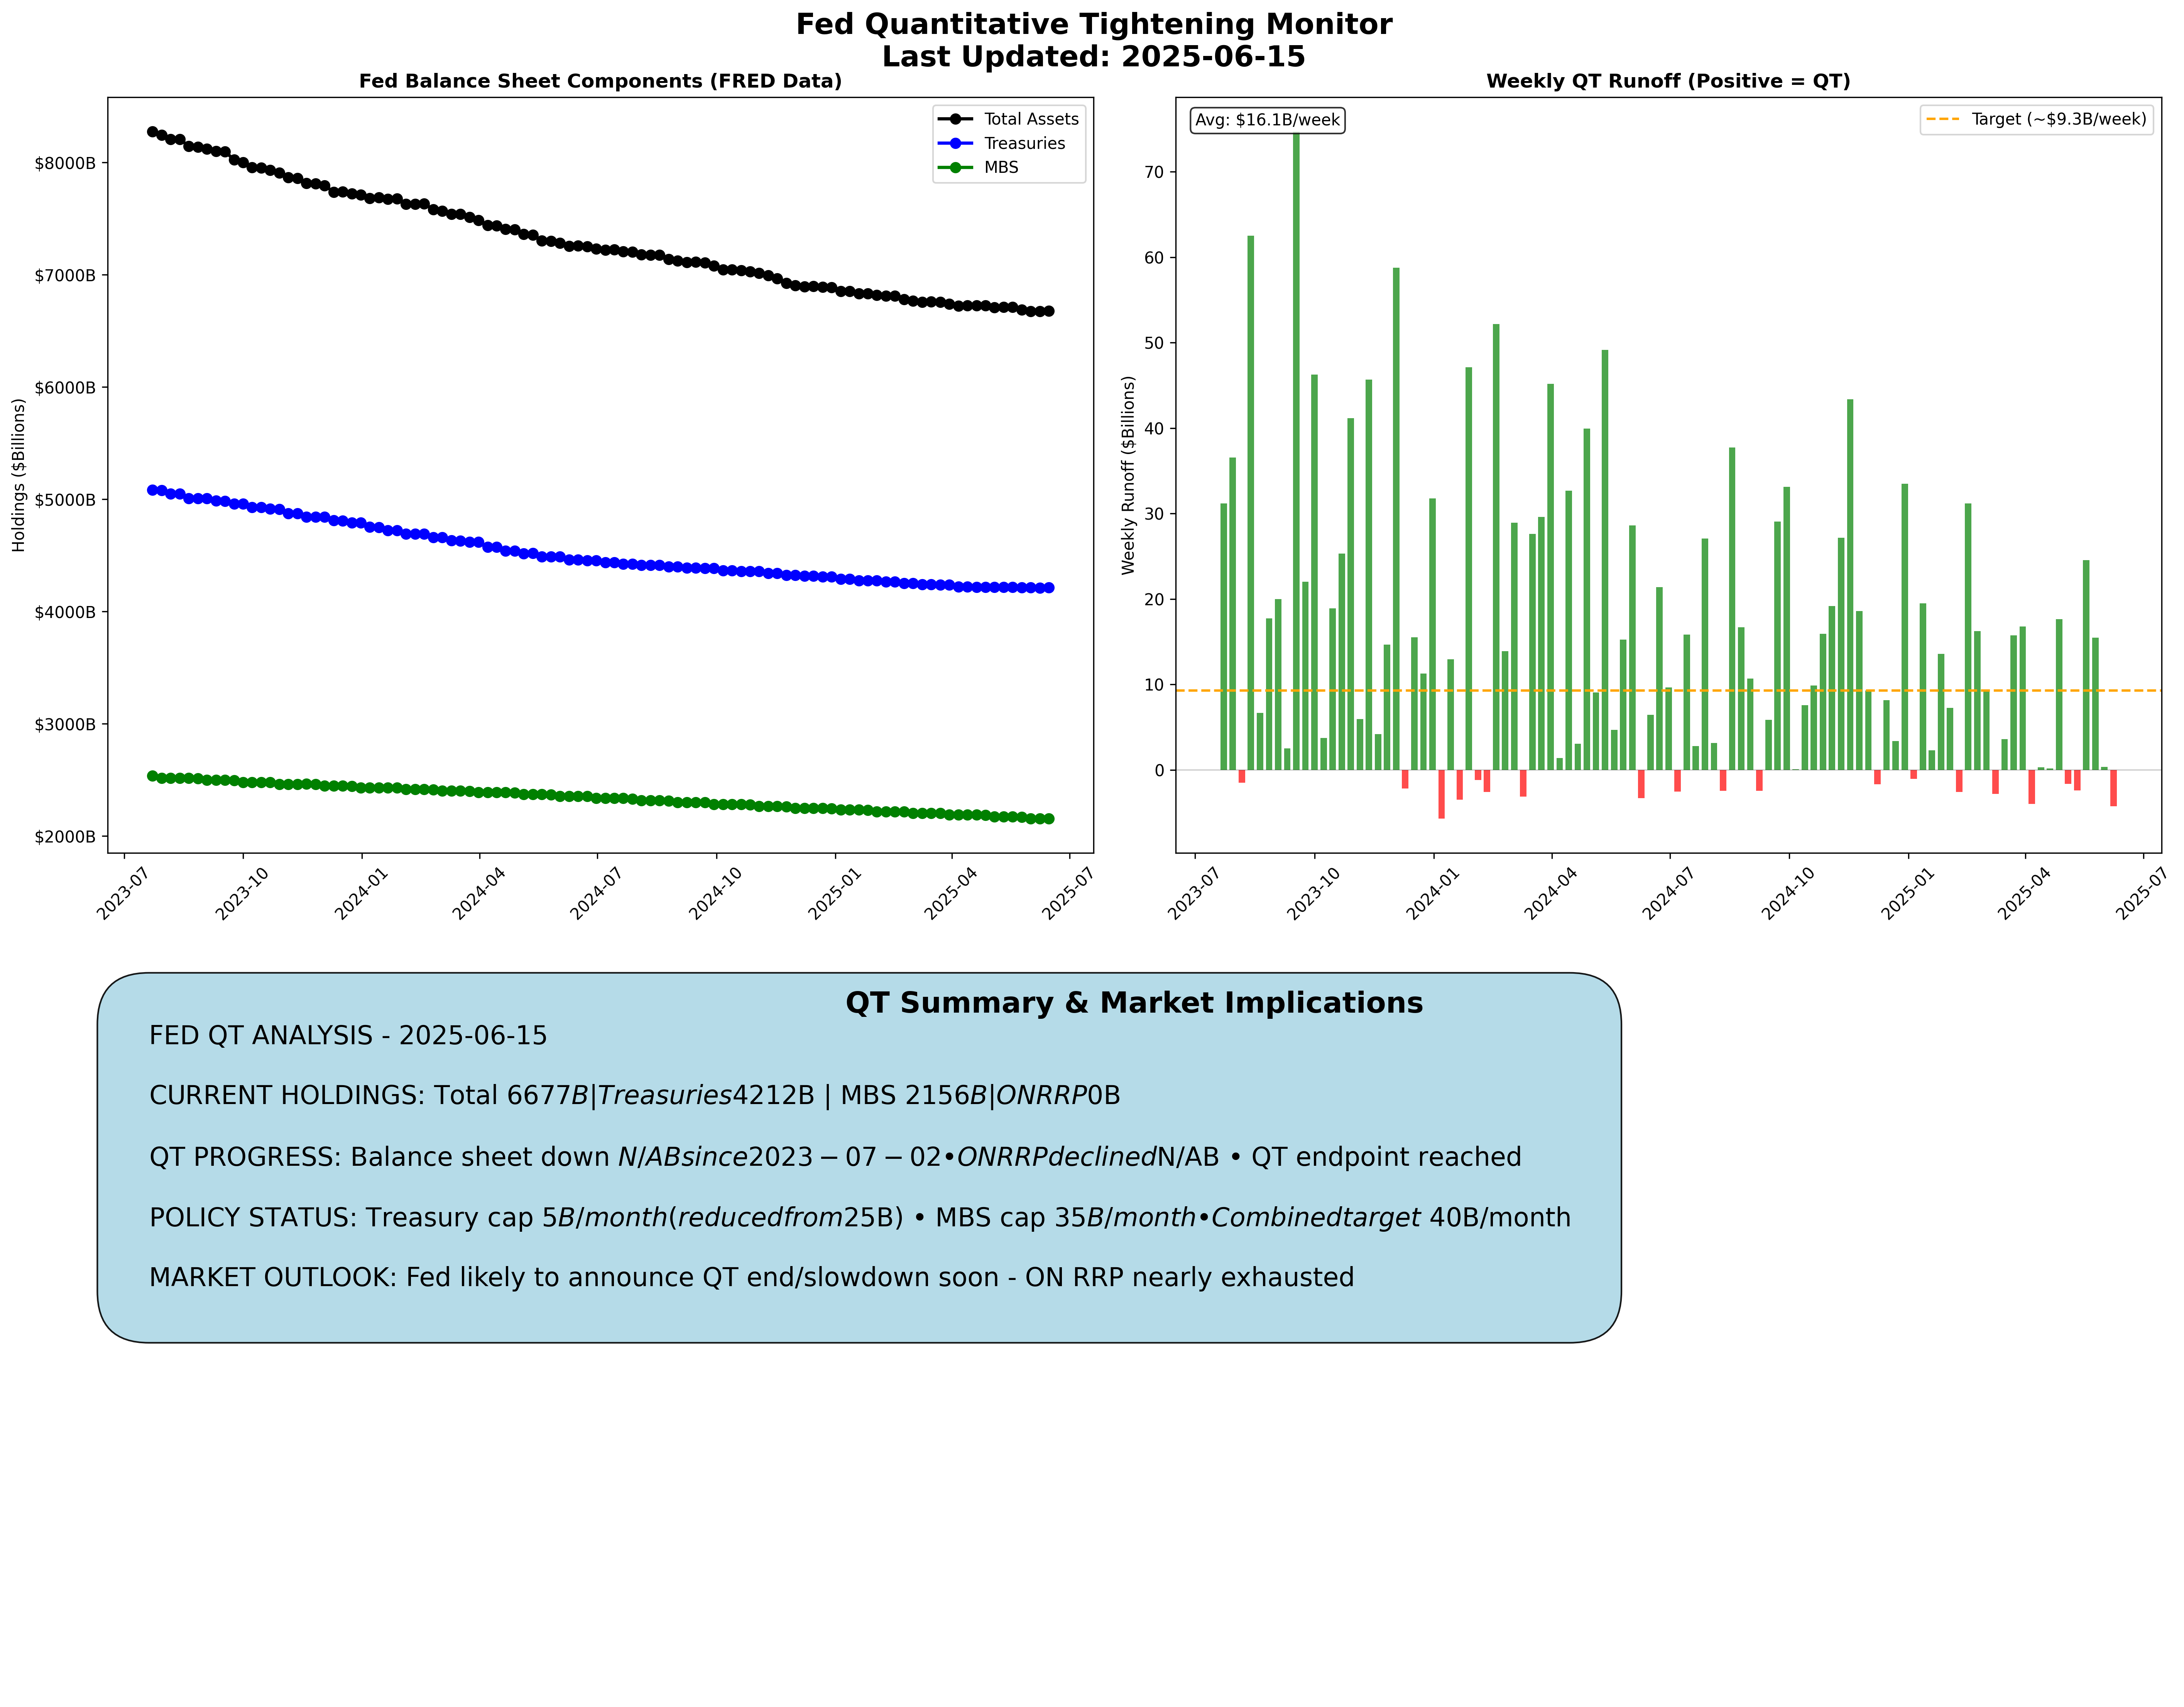 Fed Quantitative Tightening Monitor
Last Updated: 2025-06-15
Fed Balance Sheet Components (FRED Data)
Total Assets
Treasuries
MBS
Holdings ($Billions)
$8000B
$7000B
$6000B
$5000B
$4000B
$3000B
$2000B
2023-07
2023-10
2024-01
2024-04
2024-07
2024-10
2025-01
2025-04
2025-07
Weekly QT Runoff (Positive = QT)
Avg: $16.1B/week
Target (~$9.3B/week)
Weekly Runoff ($Billions)
70
60
50
40
30
20
10
0
2023-07
2023-10
2024-01
2024-04
2024-07
2024-10
2025-01
2025-04
2025-07
QT Summary & Market Implications
FED QT ANALYSIS - 2025-06-15
CURRENT HOLDINGS: Total 6677B|Treasuries4212B | MBS 2156B|ONRRP0B
QT PROGRESS: Balance sheet down N/ABsince2023−07−02•ONRRPdeclinedN/AB • QT endpoint reached
POLICY STATUS: Treasury cap 5B/month(reducedfrom25B) • MBS cap 35B/month•Combinedtarget 40B/month
MARKET OUTLOOK: Fed likely to announce QT end/slowdown soon - ON RRP nearly exhausted